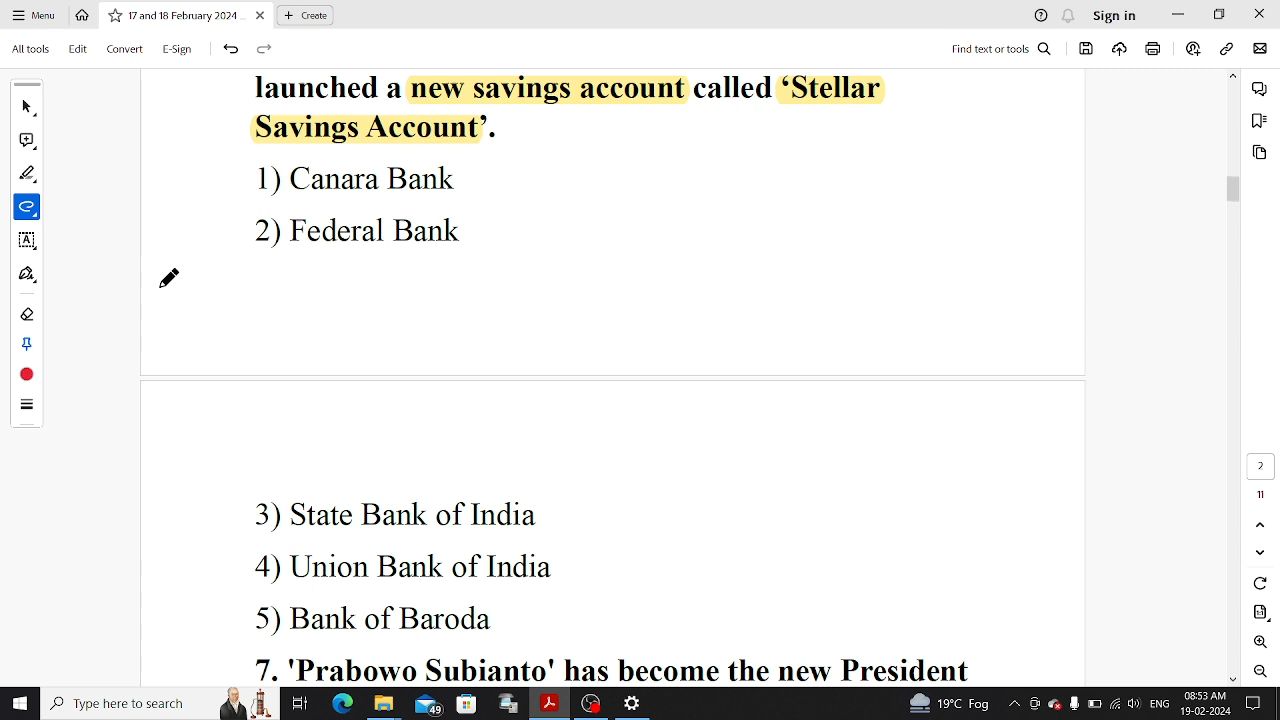 Menu
17 and 18 February 2024 ...
Create
Sign in
All tools
Edit
Convert
E-Sign
Find text or tools
launched a new savings account called ‘Stellar
Savings Account’.
1) Canara Bank
2) Federal Bank
3) State Bank of India
4) Union Bank of India
5) Bank of Baroda
7. 'Prabowo Subianto' has become the new President
2
11
Type here to search
49
19°C Fog
ENG
08:53 AM
19-02-2024